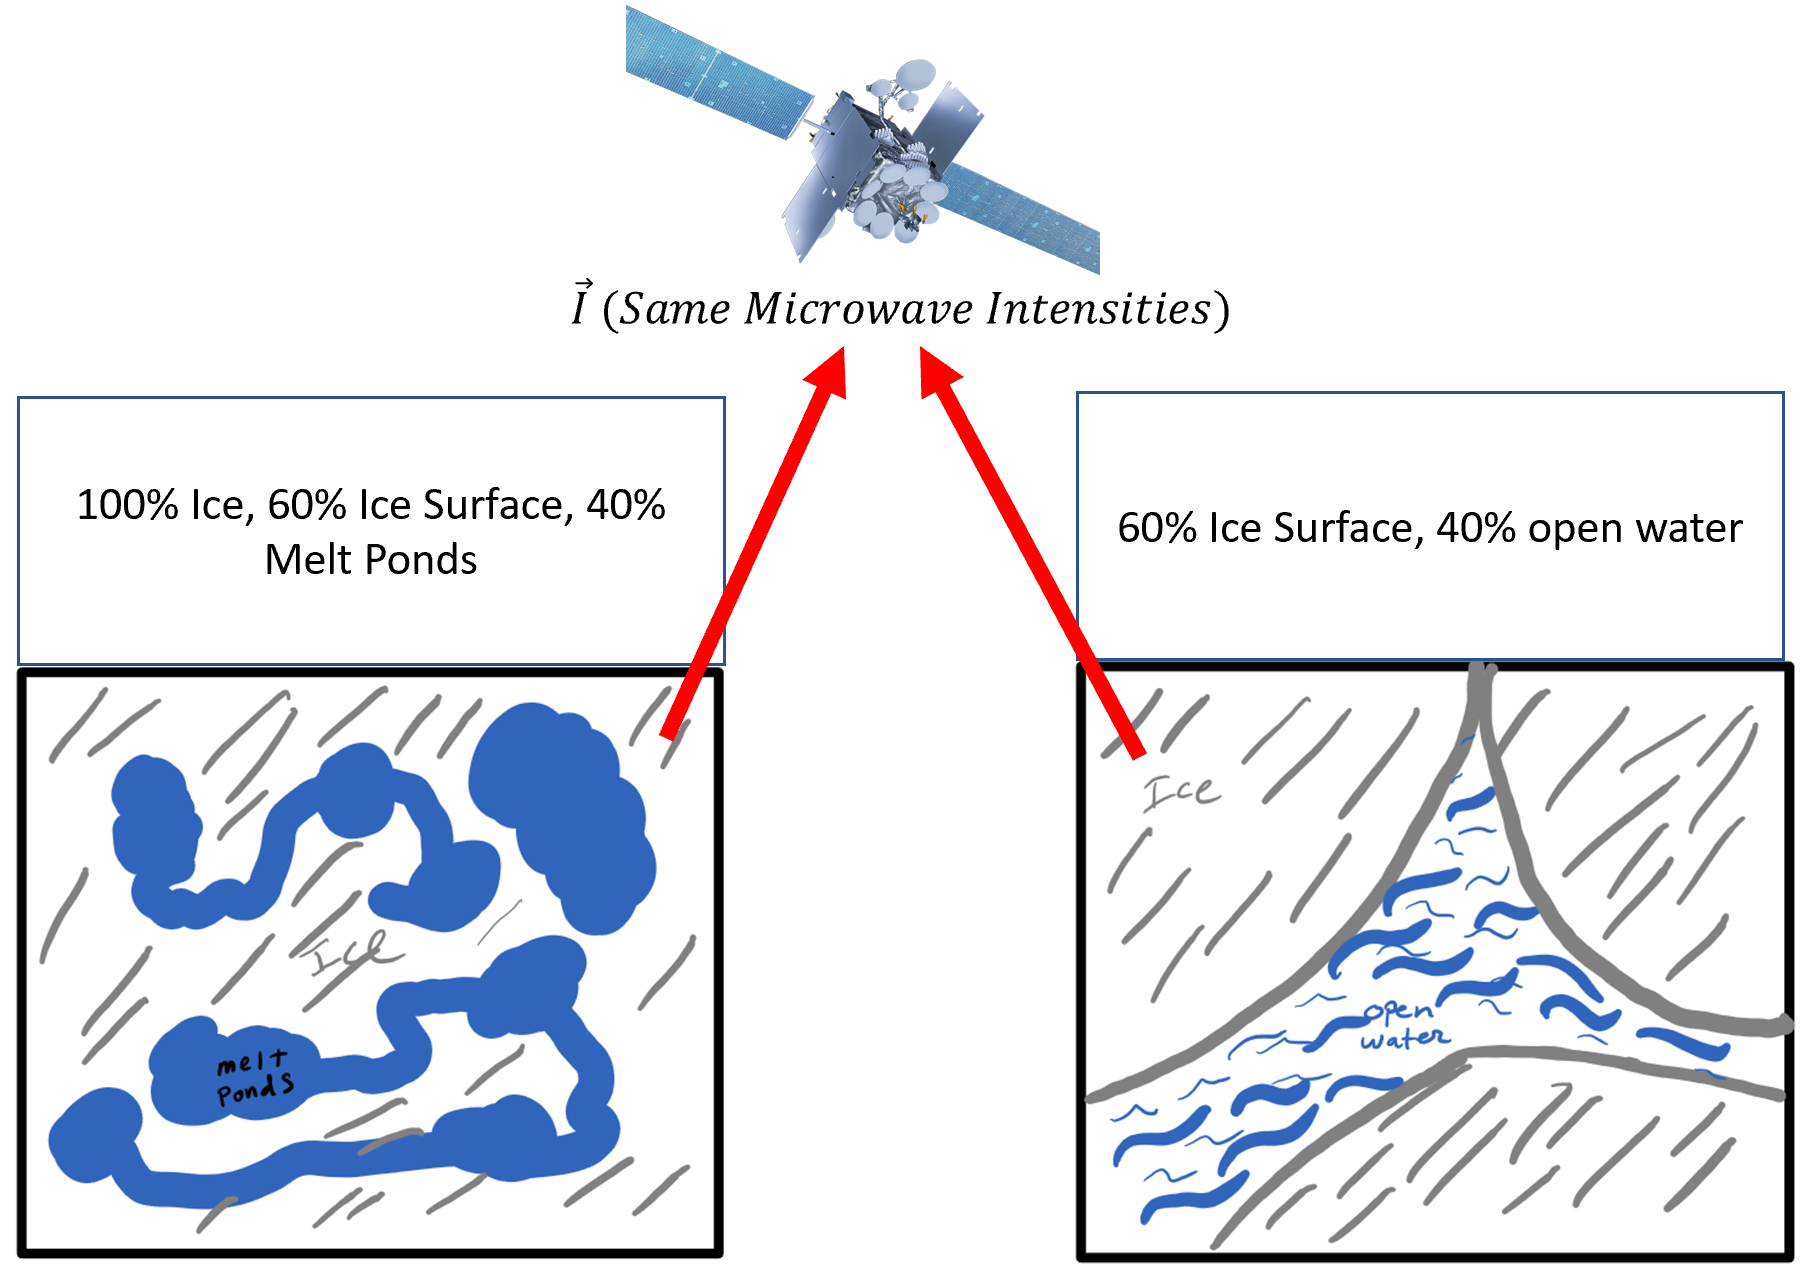 I⃗ (Same Microwave Intensities)
100% Ice, 60% Ice Surface, 40%
Melt Ponds
60% Ice Surface, 40% open water
Ice
melt
ponds
Ice
open
water